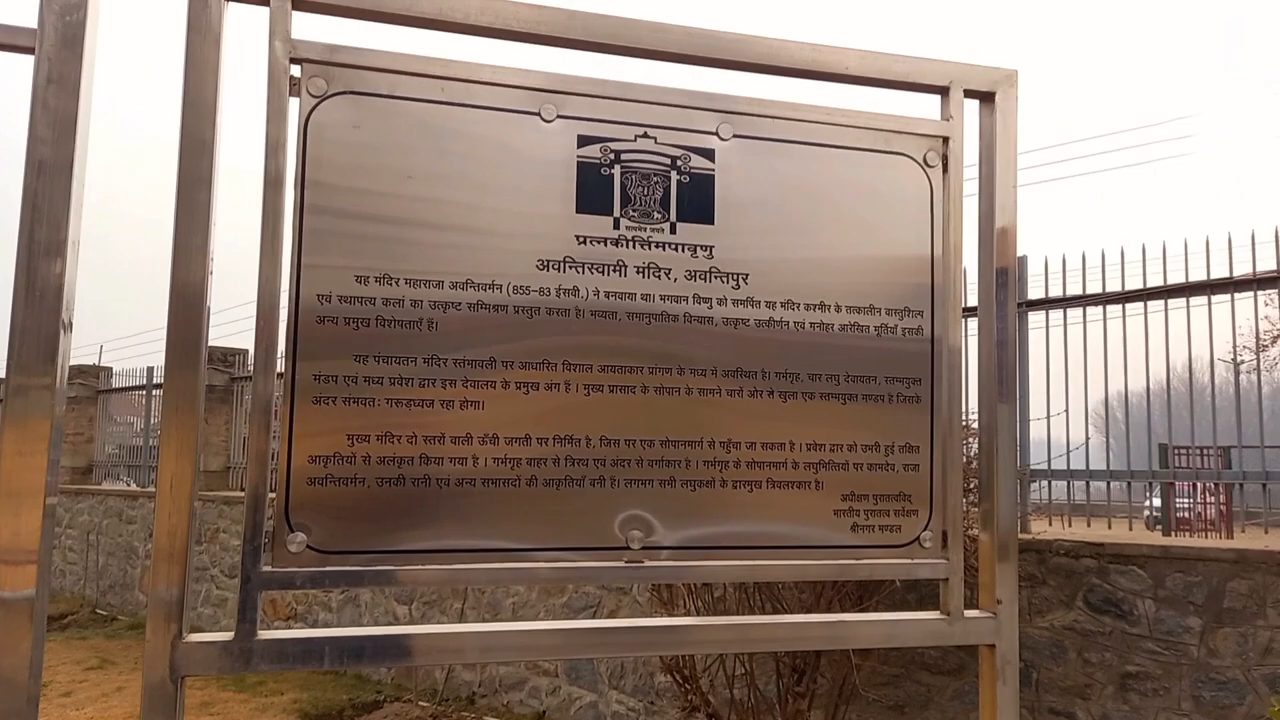 सत्यमेव जयते
प्रत्नकीर्त्तिमपावृणु
अवन्तिस्वामी मंदिर, अवन्तिपुर
यह मंदिर महाराजा अवन्तिवर्मन (855–83 ईसवी.) ने बनवाया था। भगवान विष्णु को समर्पित यह मंदिर कश्मीर के तत्कालीन वास्तुशिल्प
एवं स्थापत्य कलां का उत्कृष्ट सम्मिश्रण प्रस्तुत करता है। भव्यता, समानुपातिक विन्यास, उत्कृष्ट उत्कीर्णन एवं मनोहर आरेखित मूर्तियाँ इसकी
अन्य प्रमुख विशेषताएँ हैं।
यह पंचायतन मंदिर स्तंभावली पर आधारित विशाल आयताकार प्रांगण के मध्य में अवस्थित है। गर्भगृह, चार लघु देवायतन, स्तम्भयुक्त
मंडप एवं मध्य प्रवेश द्वार इस देवालय के प्रमुख अंग हैं । मुख्य प्रासाद के सोपान के सामने चारों ओर से खुला एक स्तम्भयुक्त मण्डप है जिसके
अंदर संभवतः गरूड़ध्वज रहा होगा।
मुख्य मंदिर दो स्तरों वाली ऊँची जगती पर निर्मित है, जिस पर एक सोपानमार्ग से पहुँचा जा सकता है । प्रवेश द्वार को उभरी हुई तक्षित
आकृतियों से अलंकृत किया गया है । गर्भगृह वाहर से त्रिरथ एवं अंदर से वर्गाकार है । गर्भगृह के सोपानमार्ग के लघुभित्तियों पर कामदेव, राजा
अवन्तिवर्मन, उनकी रानी एवं अन्य सभासदों की आकृतियाँ बनी हैं। लगभग सभी लघुकक्षों के द्वारमुख त्रिवलश्कार है।
अधीक्षण पुरातत्वविद्
भारतीय पुरातत्व सर्वेक्षण
श्रीनगर मण्डल